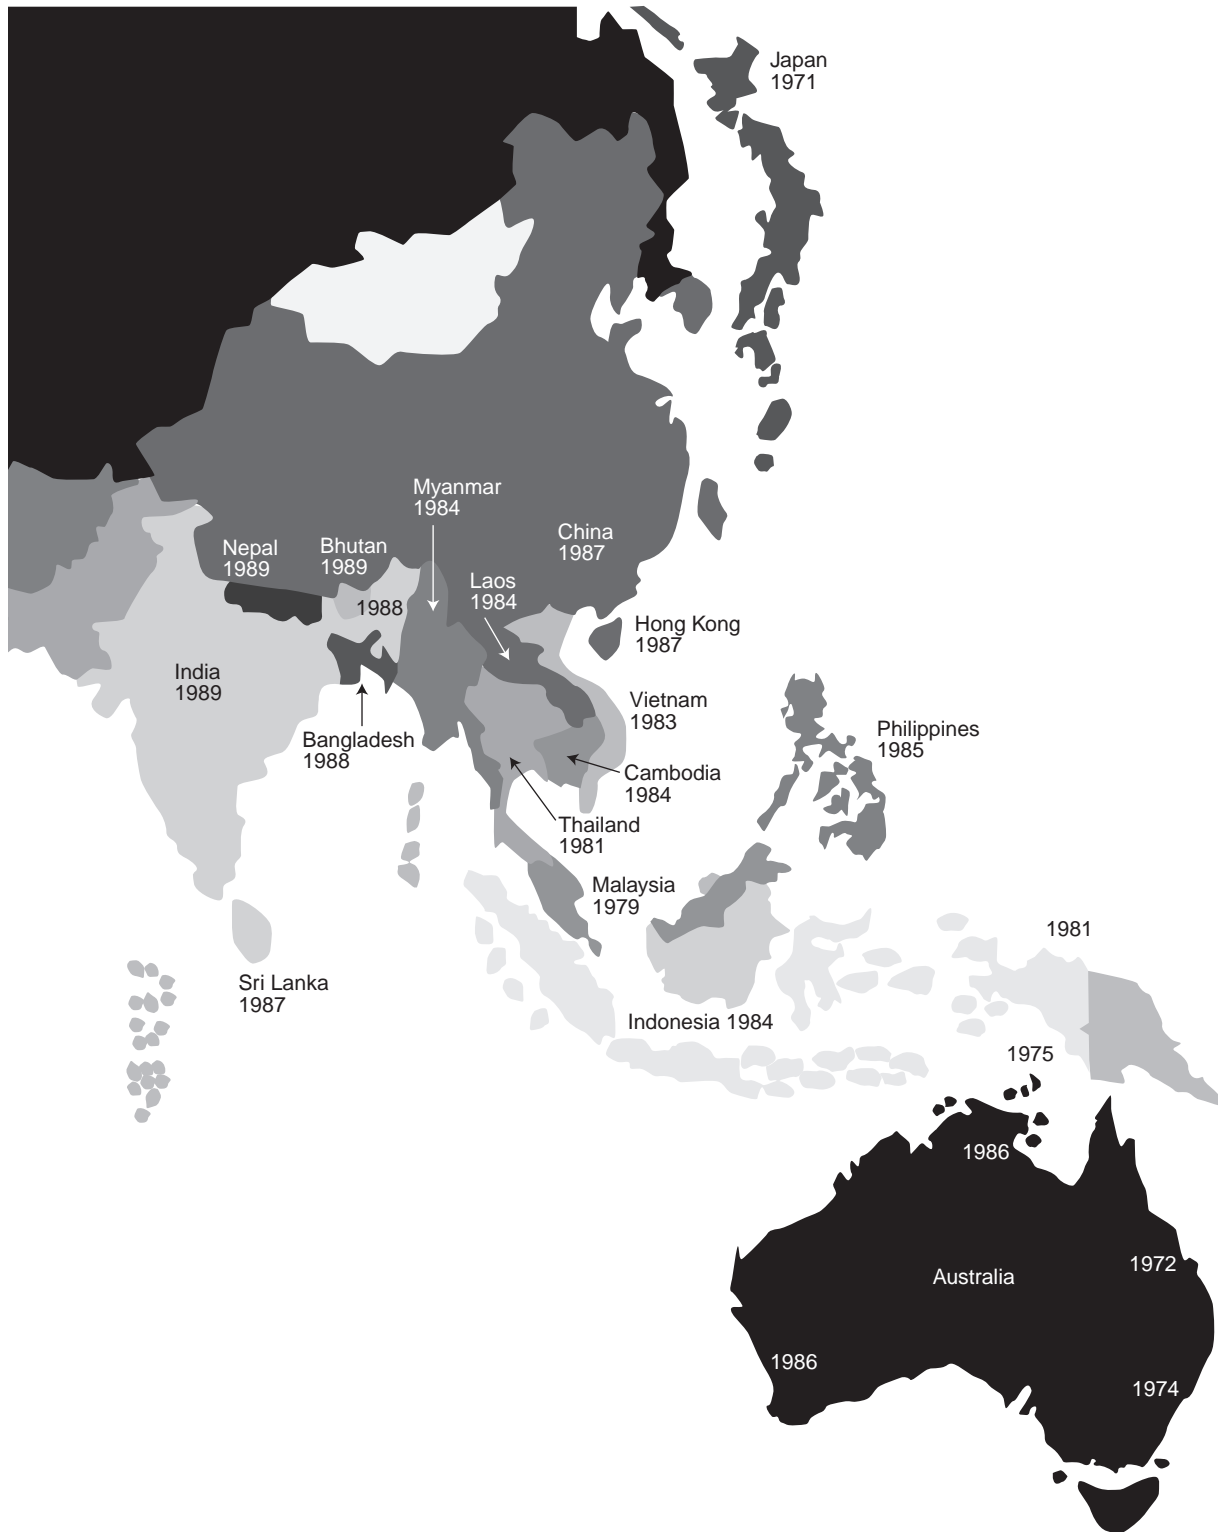 Japan
1971
Myanmar
1984
China
1987
Nepal
1989
Bhutan
1989
Laos
1984
1988
Hong Kong
1987
India
1989
Vietnam
1983
Bangladesh
1988
Philippines
1985
Cambodia
1984
Thailand
1981
Malaysia
1979
1981
Sri Lanka
1987
Indonesia 1984
1975
1986
1972
Australia
1986
1974